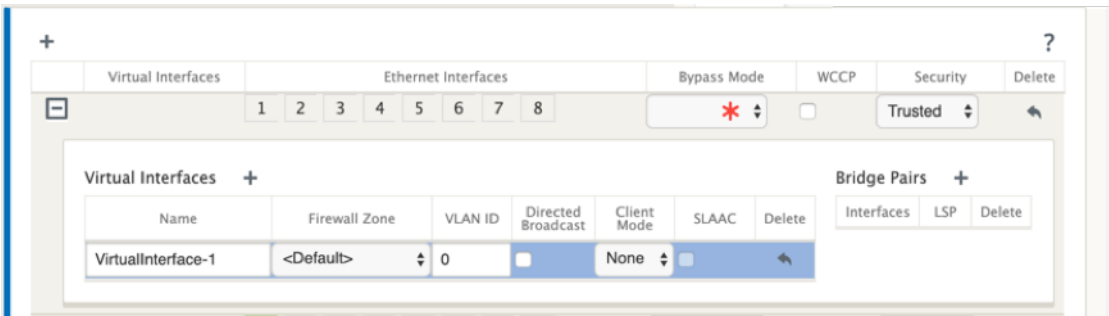 + ?
Virtual Interfaces Ethernet Interfaces Bypass Mode WCCP Security Delete
1 2 3 4 5 6 7 8 * Trusted
Virtual Interfaces + Bridge Pairs +
Name Firewall Zone VLAN ID Directed Broadcast Client Mode SLAAC Delete Interfaces LSP Delete
VirtualInterface-1 <Default> 0 None